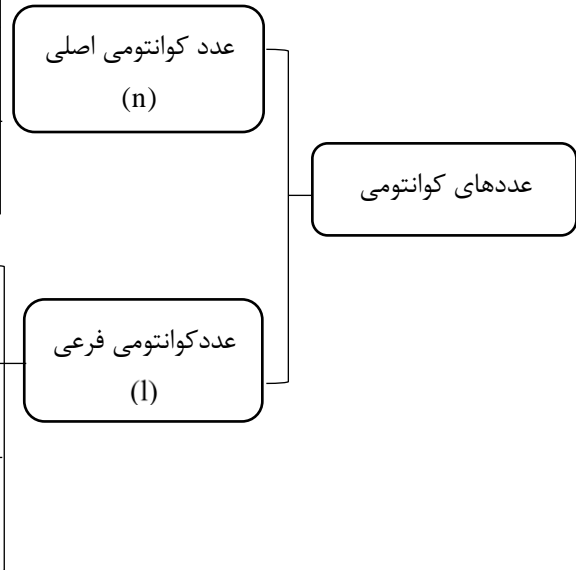 عددهای کوانتومی
عدد کوانتومی اصلی
(n)
عددکوانتومی فرعی
(l)